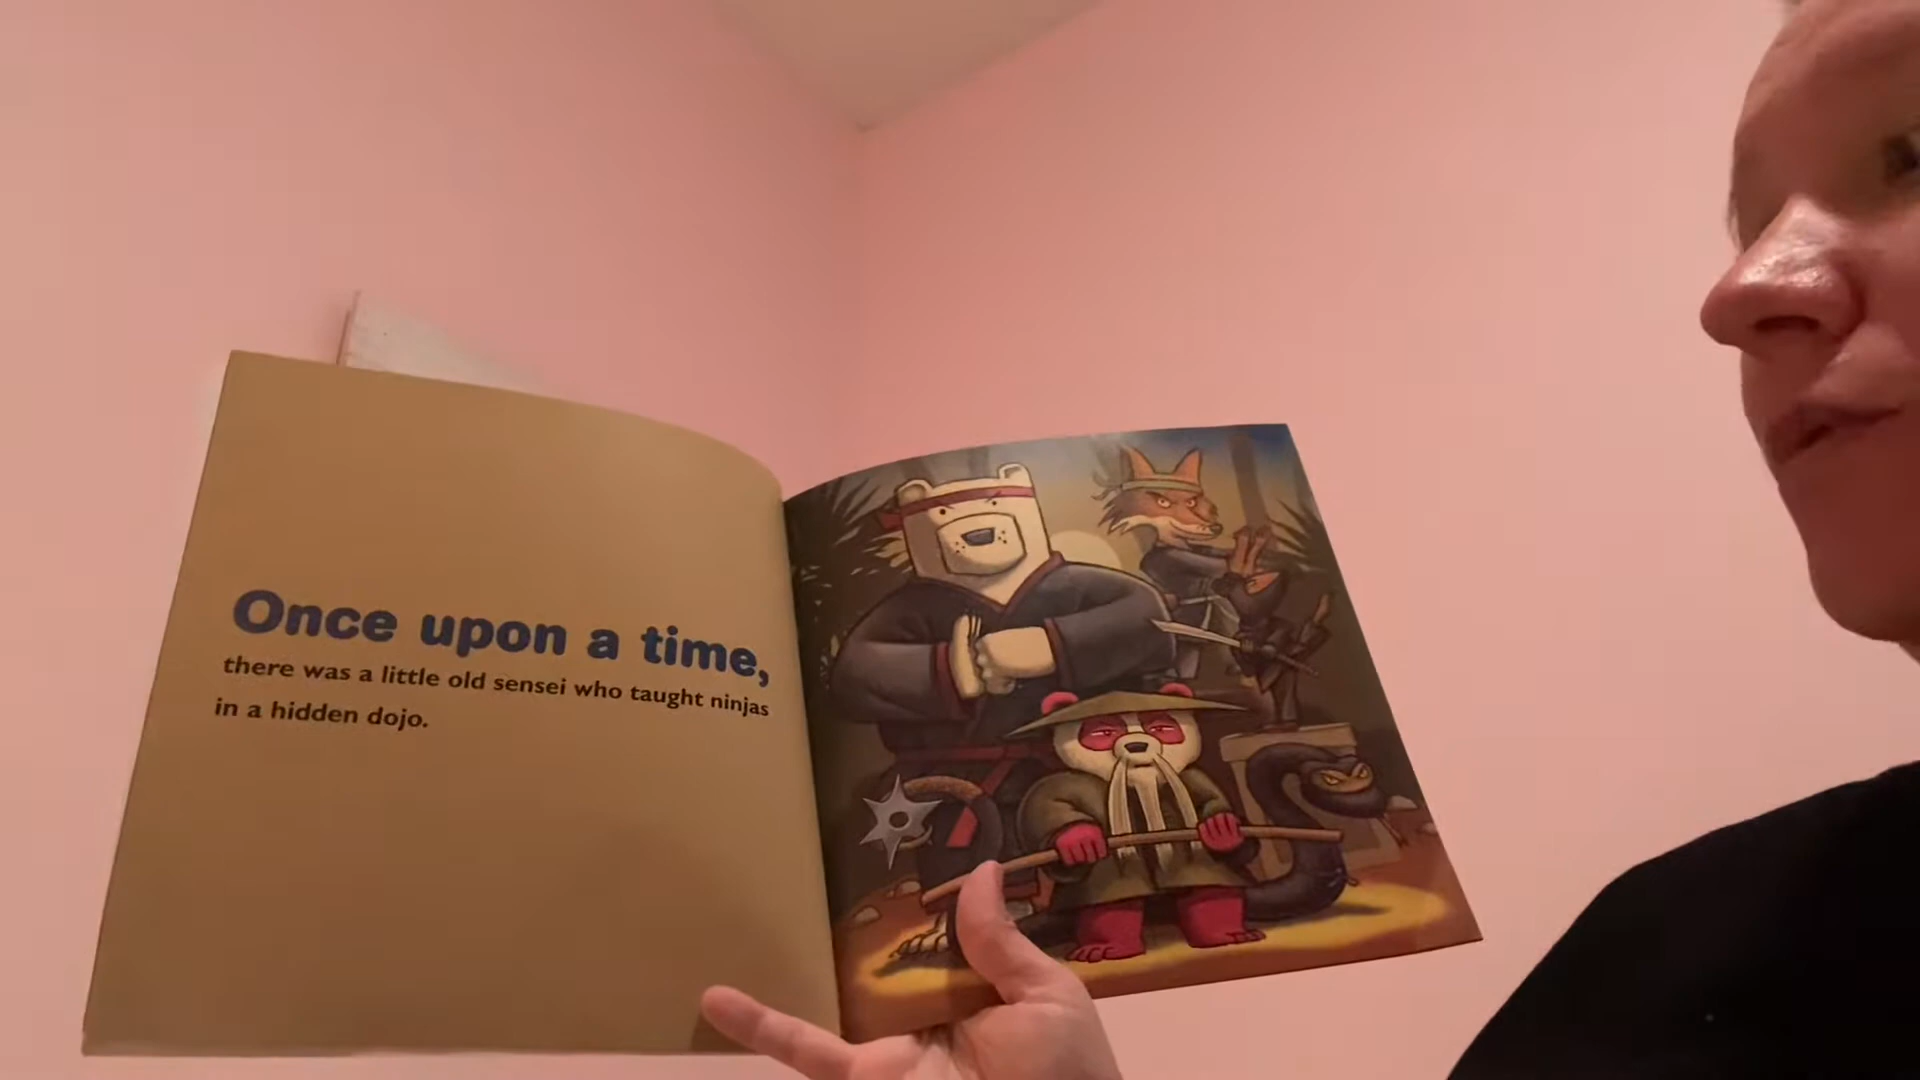 Once upon a time,
there was a little old sensei who taught ninjas
in a hidden dojo.